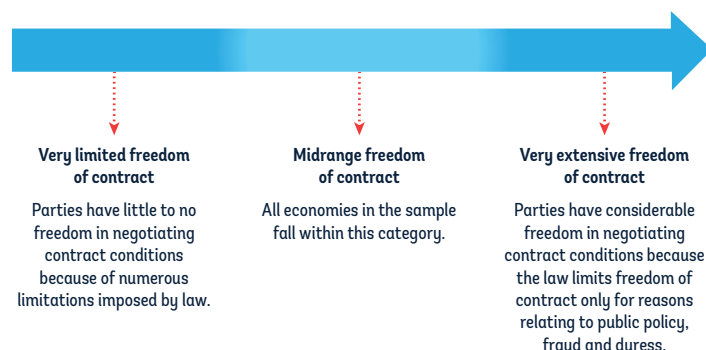 Very limited freedom
of contract
Parties have little to no
freedom in negotiating
contract conditions
because of numerous
limitations imposed by law.
Midrange freedom
of contract
All economies in the sample
fall within this category.
Very extensive freedom
of contract
Parties have considerable
freedom in negotiating
contract conditions because
the law limits freedom of
contract only for reasons
relating to public policy,
fraud and duress.